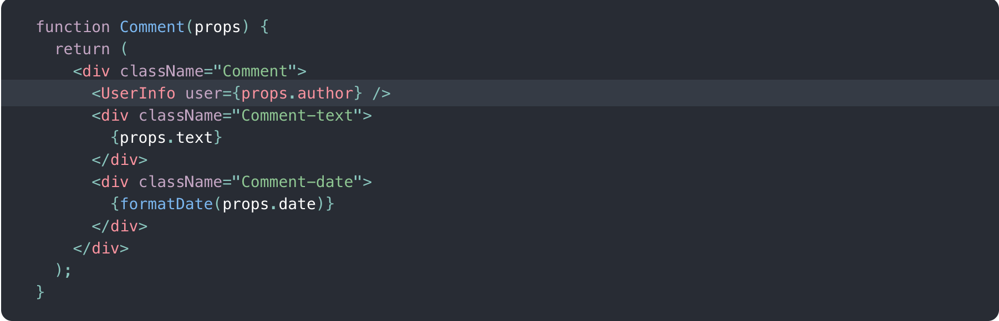 function Comment(props) {
  return (
    <div className="Comment">
      <UserInfo user={props.author} />
      <div className="Comment-text">
        {props.text}
      </div>
      <div className="Comment-date">
        {formatDate(props.date)}
      </div>
    </div>
  );
}